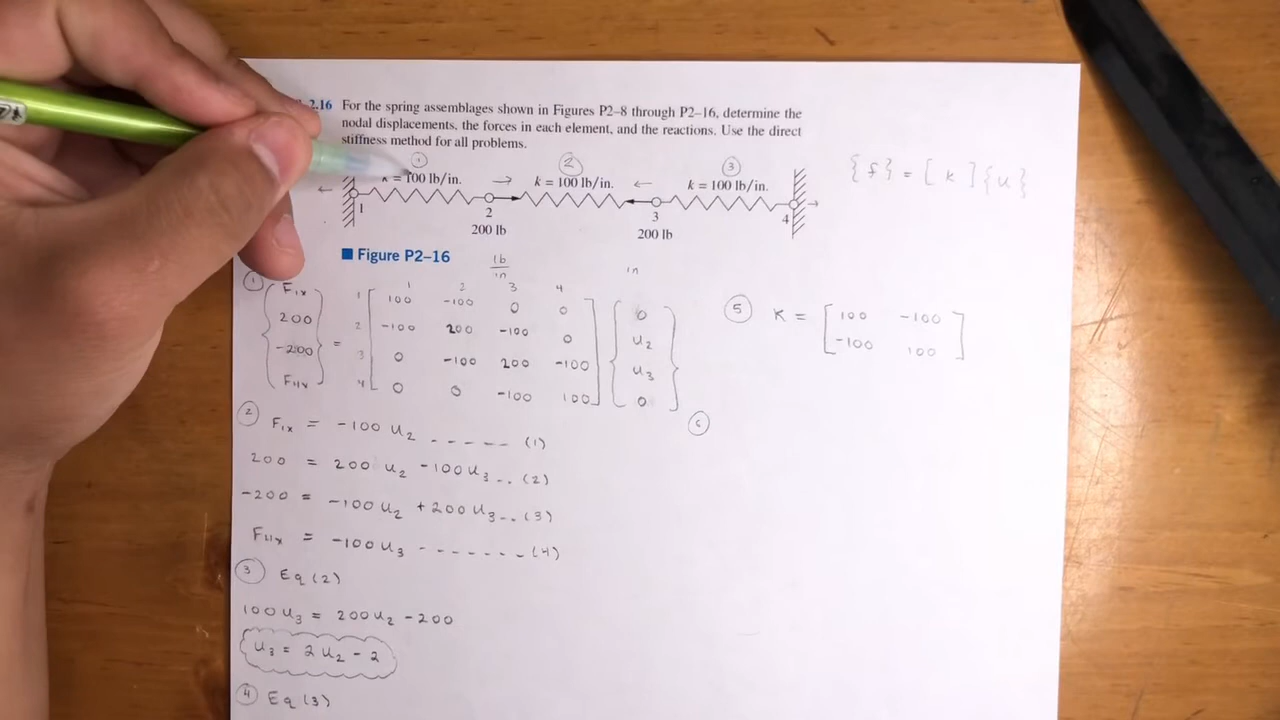 2.16 For the spring assemblages shown in Figures P2–8 through P2–16, determine the
nodal displacements, the forces in each element, and the reactions. Use the direct
stiffness method for all problems.
① ② ③
= 100 lb/in. → k = 100 lb/in. ← k = 100 lb/in.
1 2 3 4
200 lb 200 lb
{f} = [k]{u}
■ Figure P2–16
lb/in in
① 1 2 3 4
F1x 1 100 -100 0 0 0
200 2 -100 200 -100 0 u2
-200 = 3 0 -100 200 -100 u3
F4x 4 0 0 -100 100 0
② F1x = -100 u2 ----- (1)
200 = 200 u2 -100 u3 .. (2)
-200 = -100 u2 + 200 u3 -.. (3)
F4x = -100 u3 ------- (4)
③ Eq (2)
100 u3 = 200 u2 - 200
u3 = 2 u2 - 2
④ Eq (3)
⑤ K = [100 -100
-100 100]
⑥